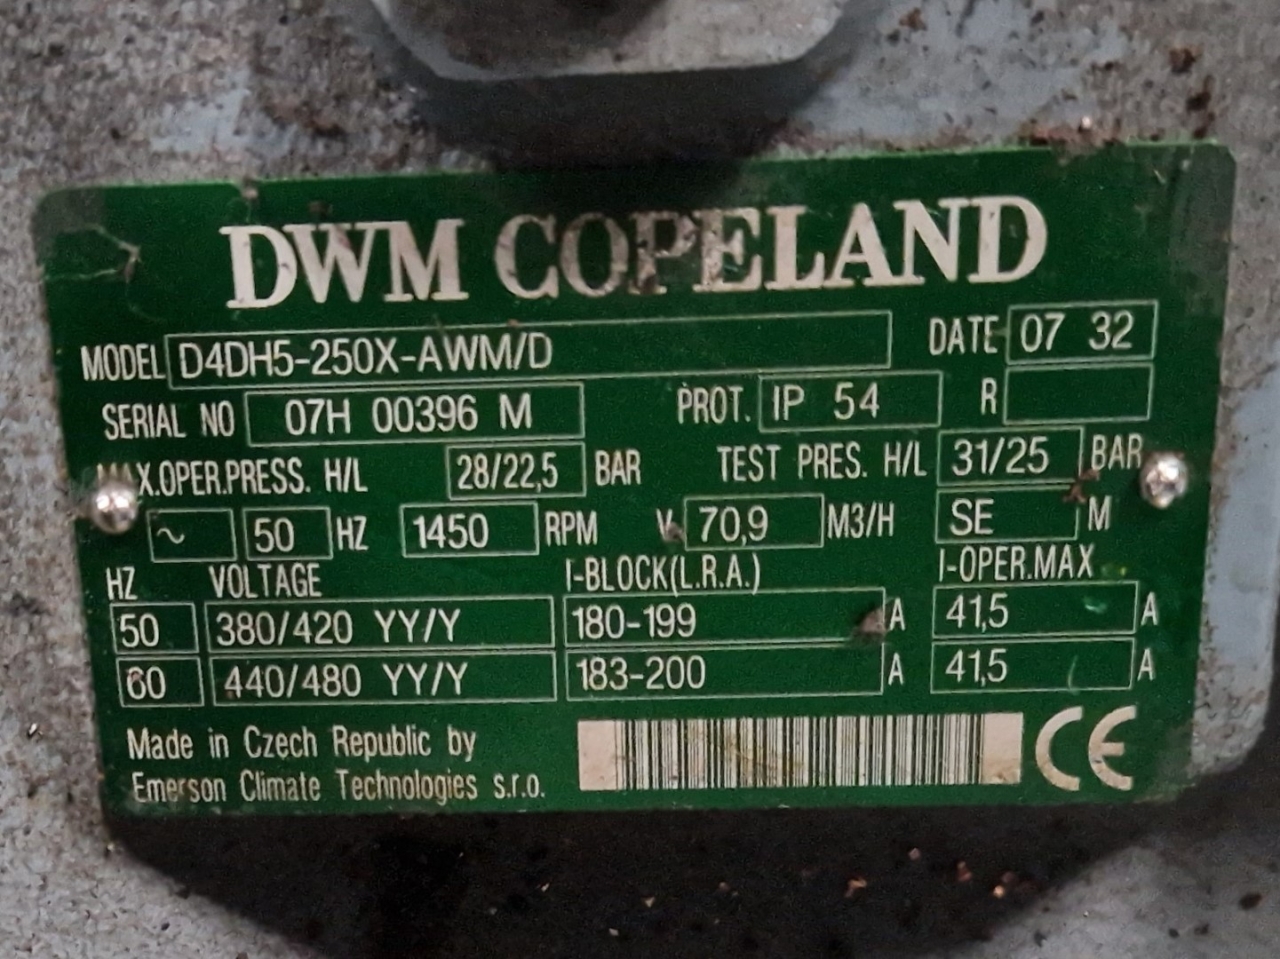 DWM COPELAND
MODEL D4DH5-250X-AWM/D DATE 07 32
SERIAL NO 07H 00396 M PROT. IP 54 R
MAX.OPER.PRESS. H/L 28/22,5 BAR TEST PRES. H/L 31/25 BAR
~ 50 HZ 1450 RPM V 70,9 M3/H SE M
HZ VOLTAGE I-BLOCK(L.R.A.) I-OPER.MAX
50 380/420 YY/Y 180-199 A 41,5 A
60 440/480 YY/Y 183-200 A 41,5 A
Made in Czech Republic by
Emerson Climate Technologies s.r.o.
CE